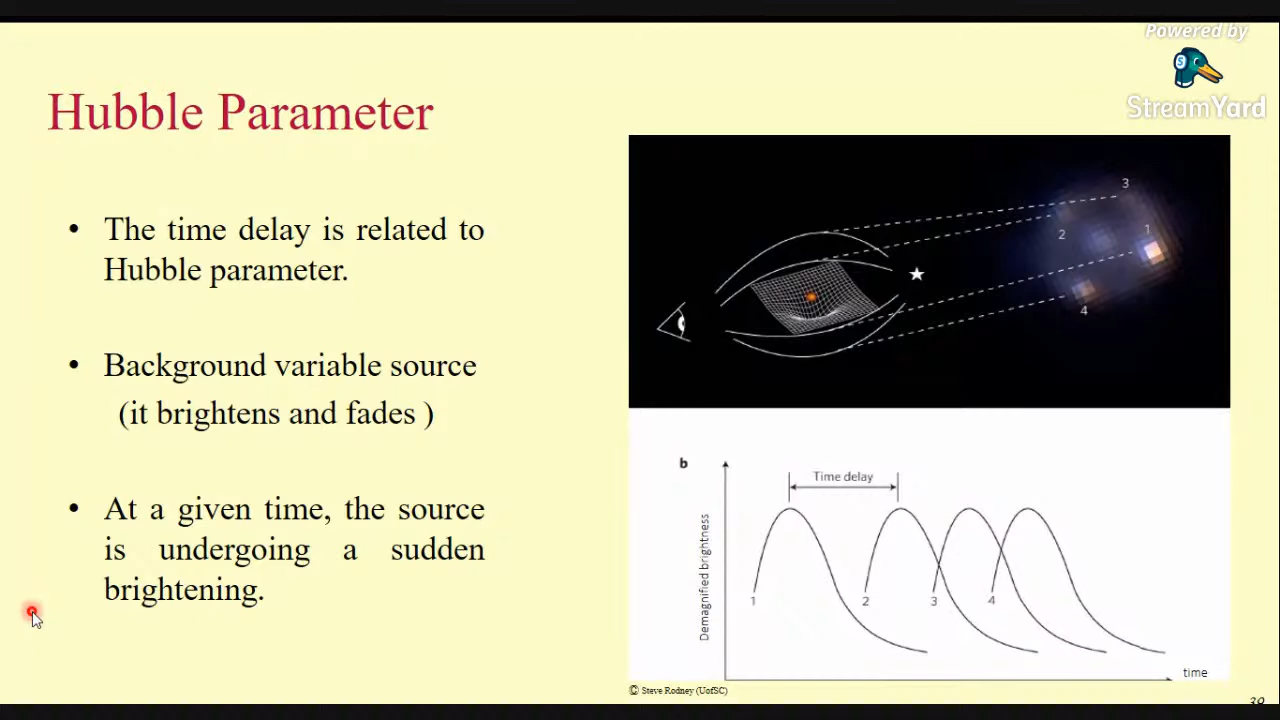 Powered by
StreamYard
Hubble Parameter
• The time delay is related to
Hubble parameter.
• Background variable source
(it brightens and fades )
• At a given time, the source
is undergoing a sudden
brightening.
3
2
1
4
b
Time delay
Demagnified brightness
1
2
3
4
time
© Steve Rodney (UofSC)